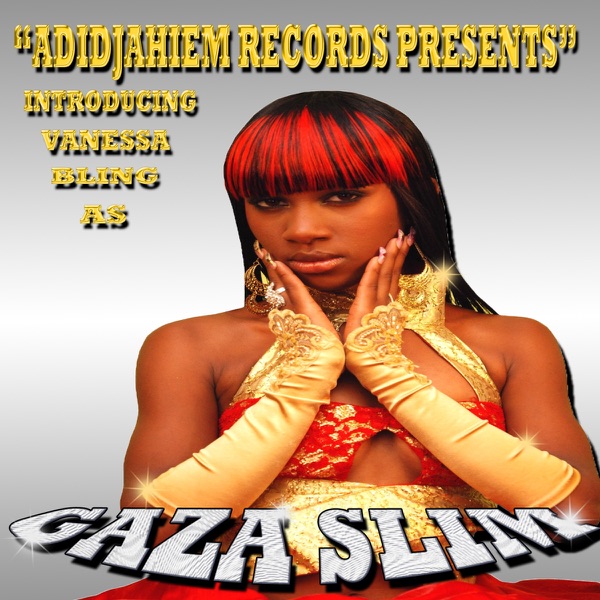 “ADIDJAHIEM RECORDS PRESENTS”
INTRODUCING
VANESSA
BLING
AS
GAZA SLIM